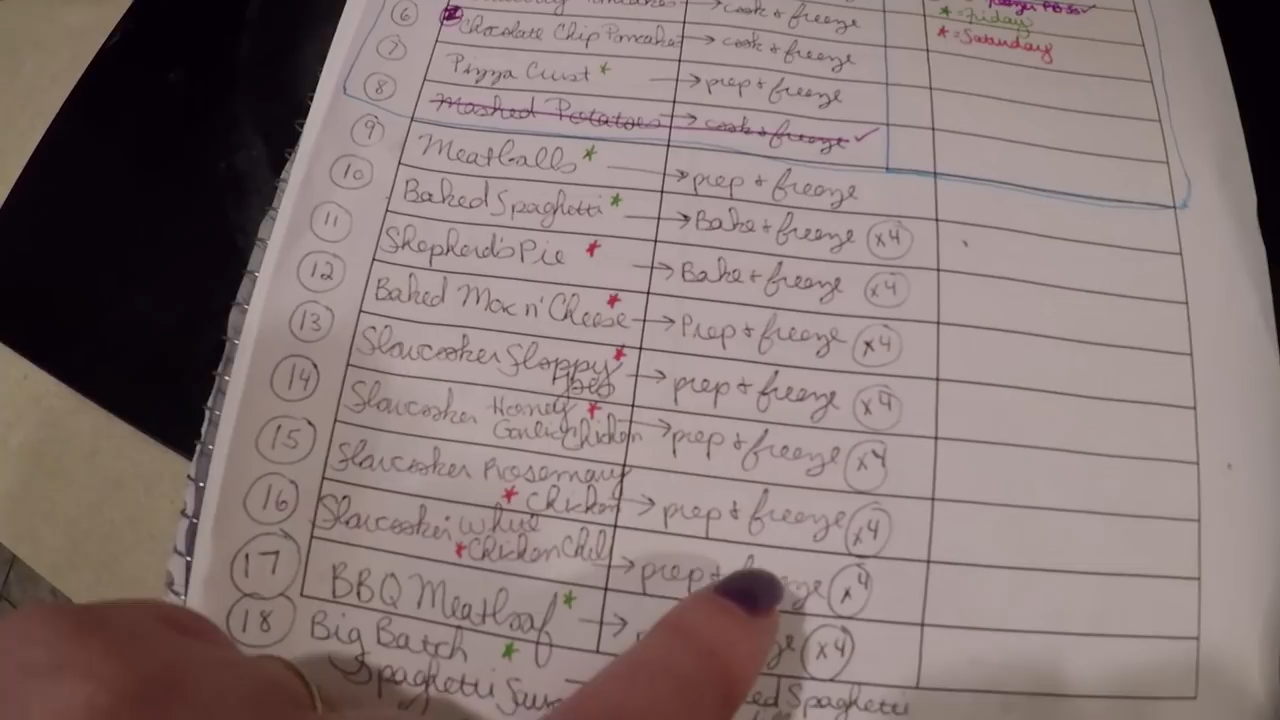 cook & freeze
* = Friday
6 Chocolate Chip Pancakes → cook & freeze
* = Saturday
7 Pizza Crust * → prep & freeze
8 Mashed Potatoes → cook & freeze ✓
9 Meatballs * → prep & freeze
10 Baked Spaghetti * → Bake & freeze x4
11 Shepherd's Pie * → Bake & freeze x4
12 Baked Mac n' Cheese * → Prep & freeze x4
13 Slowcooker Sloppy * → prep & freeze x4
Joes
14 Slowcooker Honey * → prep & freeze x4
Garlic Chicken
15 Slowcooker Rosemary
* Chicken → prep & freeze x4
16 Slowcooker White
* Chicken Chili → prep & freeze x4
17 BBQ Meatloaf * → x4
18 Big Batch *
Spaghetti Spaghetti